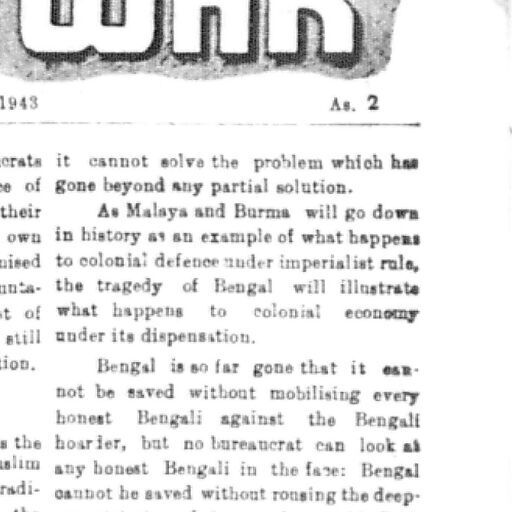 WAR
1943
As. 2
crats
ce of
their
own
nised
unta-
st of
still
tion.
s the
uslim
radi-
it cannot solve the problem which has
gone beyond any partial solution.
As Malaya and Burma will go down
in history as an example of what happens
to colonial defence under imperialist rule,
the tragedy of Bengal will illustrate
what happens to colonial economy
under its dispensation.
Bengal is so far gone that it can-
not be saved without mobilising every
honest Bengali against the Bengali
hoarder, but no bureaucrat can look at
any honest Bengali in the face: Bengal
cannot be saved without rousing the deep-